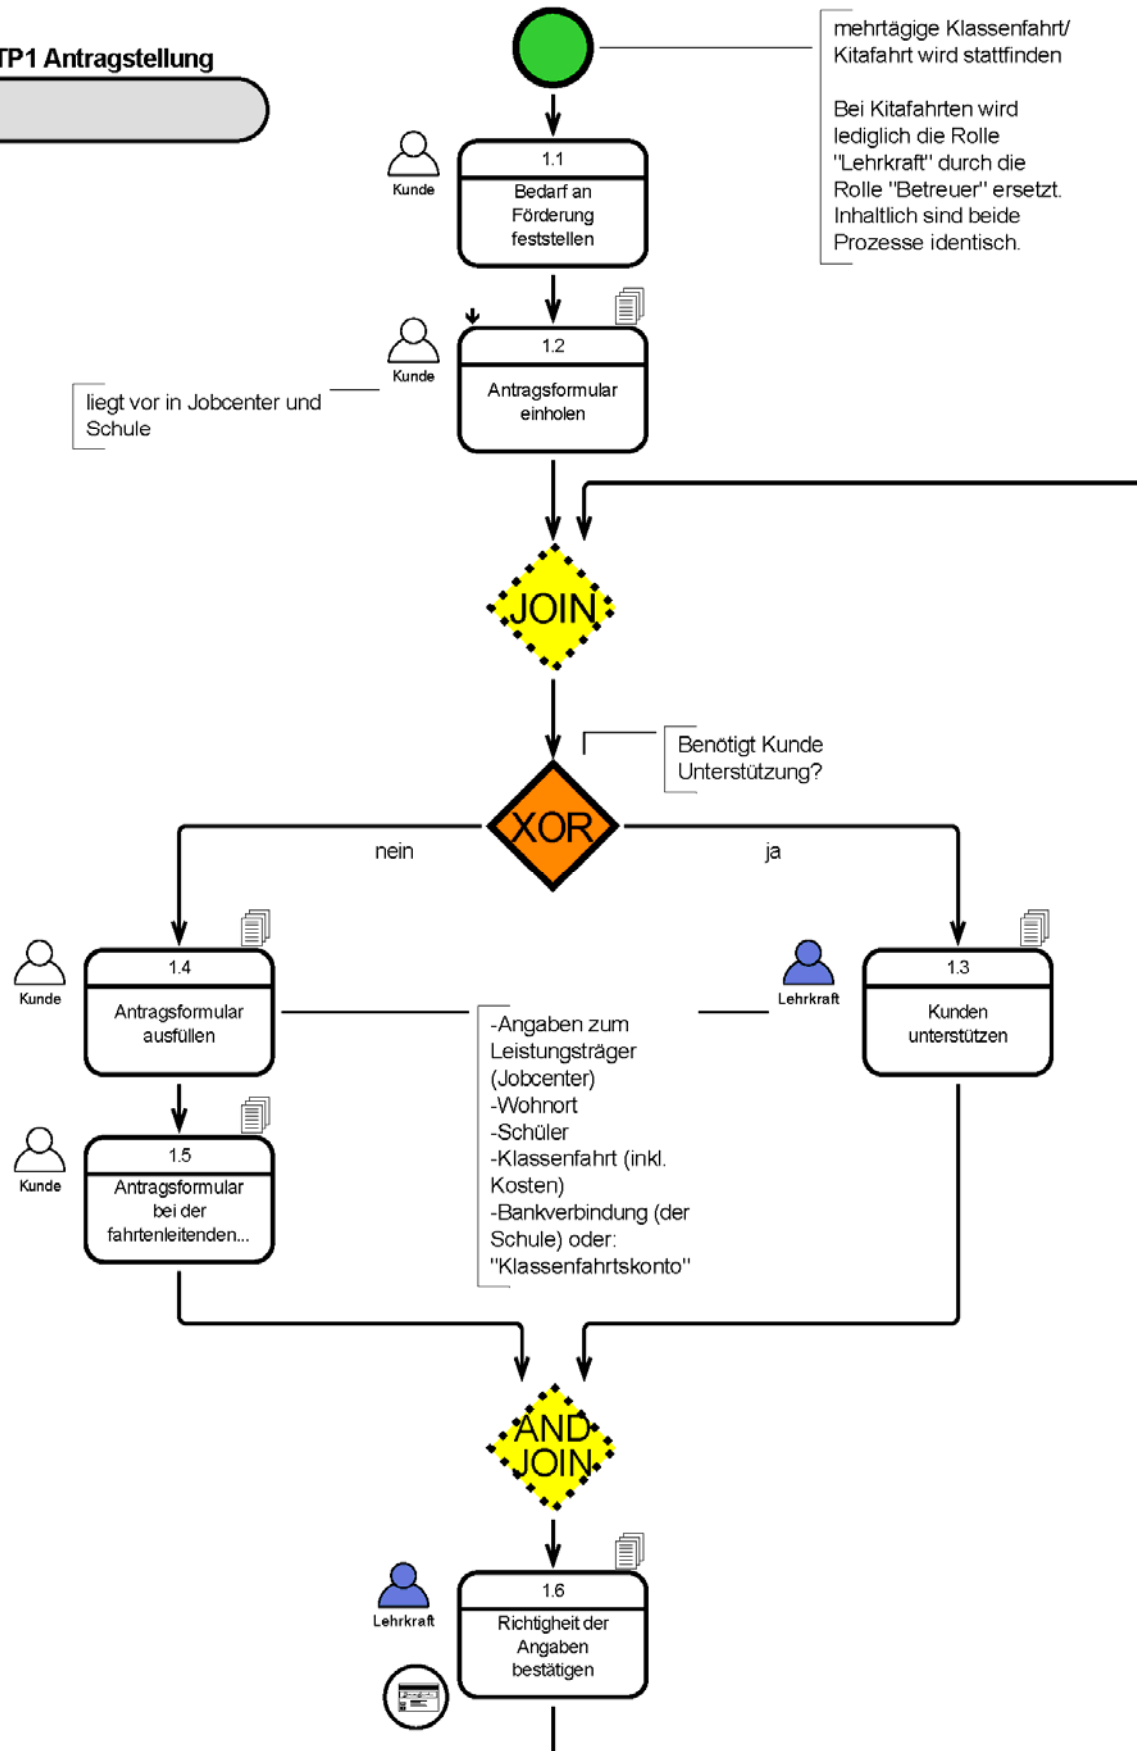 TP1 Antragstellung
mehrtägige Klassenfahrt/
Kitafahrt wird stattfinden
Bei Kitafahrten wird
lediglich die Rolle
"Lehrkraft" durch die
Rolle "Betreuer" ersetzt.
Inhaltlich sind beide
Prozesse identisch.
Kunde
1.1
Bedarf an
Förderung
feststellen
Kunde
1.2
Antragsformular
einholen
liegt vor in Jobcenter und
Schule
JOIN
Benötigt Kunde
Unterstützung?
XOR
nein
ja
Kunde
1.4
Antragsformular
ausfüllen
-Angaben zum
Leistungsträger
(Jobcenter)
-Wohnort
-Schüler
-Klassenfahrt (inkl.
Kosten)
-Bankverbindung (der
Schule) oder:
"Klassenfahrtskonto"
Lehrkraft
1.3
Kunden
unterstützen
Kunde
1.5
Antragsformular
bei der
fahrtenleitenden...
AND
JOIN
Lehrkraft
1.6
Richtigheit der
Angaben
bestätigen